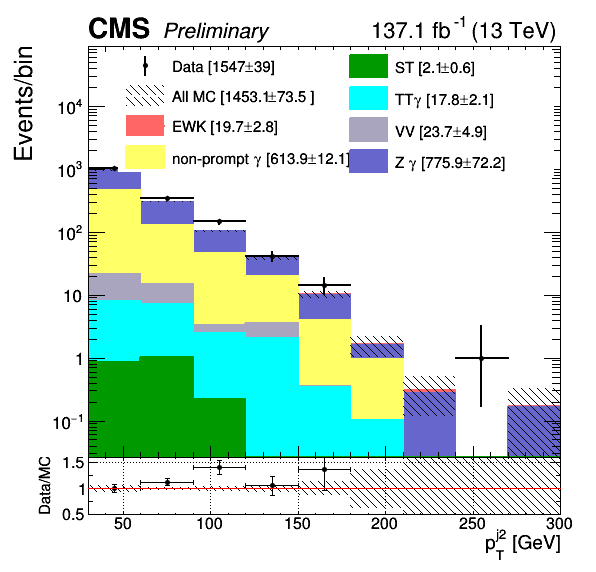 CMS Preliminary 137.1 fb⁻¹ (13 TeV)
Events/bin
Data [1547±39]
All MC [1453.1±73.5 ]
EWK [19.7±2.8]
non-prompt γ [613.9±12.1]
ST [2.1±0.6]
TTγ [17.8±2.1]
VV [23.7±4.9]
Z γ [775.9±72.2]
10⁴
10³
10²
10
1
10⁻¹
Data/MC
1.5
1
0.5
50 100 150 200 250 300
p_T^{j2} [GeV]